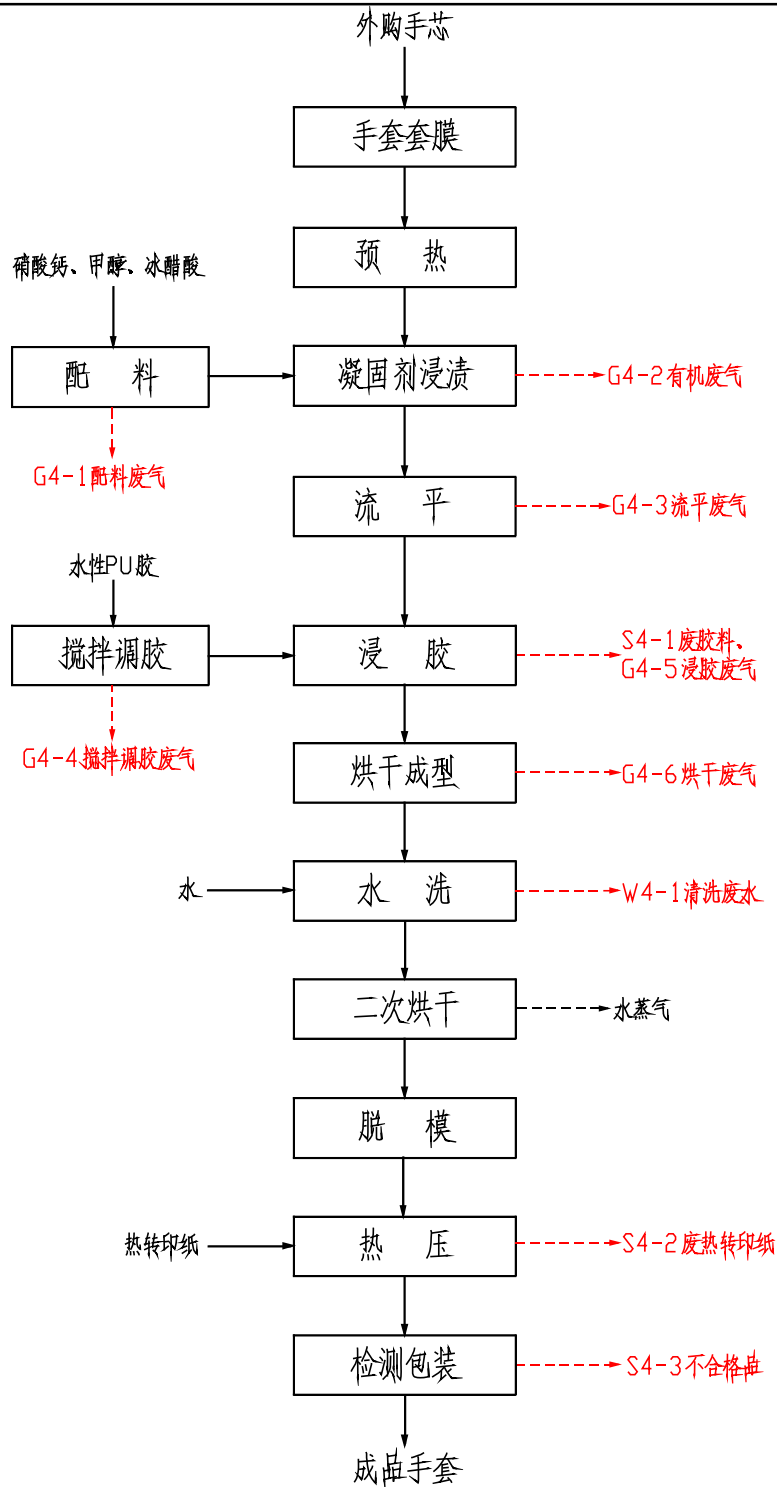 外购手芯
手套套膜
预 热
硝酸钙、甲醇、冰醋酸
配 料
凝固剂浸渍
G4-2有机废气
G4-1配料废气
流 平
G4-3流平废气
水性PU胶
搅拌调胶
浸 胶
S4-1废胶料、
G4-5浸胶废气
G4-4搅拌调胶废气
烘干成型
G4-6烘干废气
水
水 洗
W4-1清洗废水
二次烘干
水蒸气
脱 模
热转印纸
热 压
S4-2废热转印纸
检测包装
S4-3不合格品
成品手套